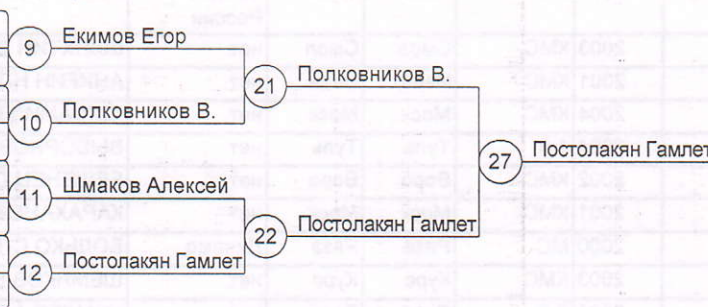 9 Екимов Егор
21 Полковников В.
10 Полковников В.
27 Постолакян Гамлет
11 Шмаков Алексей
22 Постолакян Гамлет
12 Постолакян Гамлет